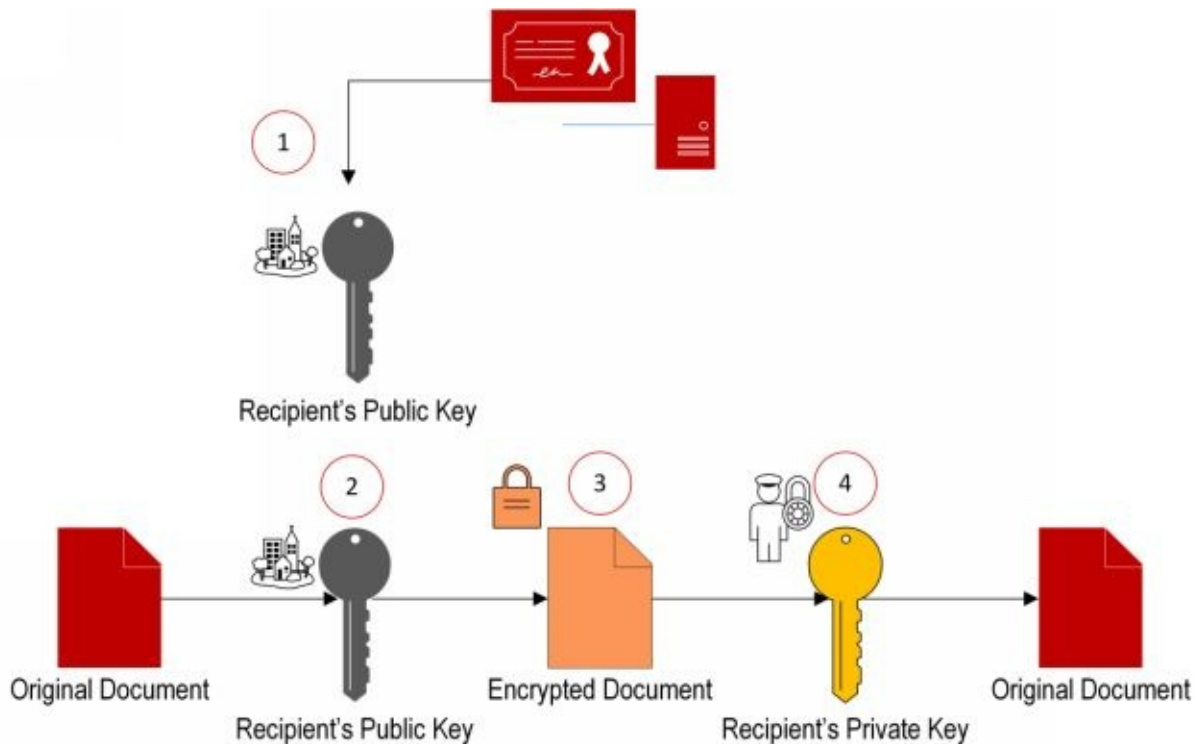 1
Recipient's Public Key
2
3
4
Original Document
Recipient's Public Key
Encrypted Document
Recipient's Private Key
Original Document